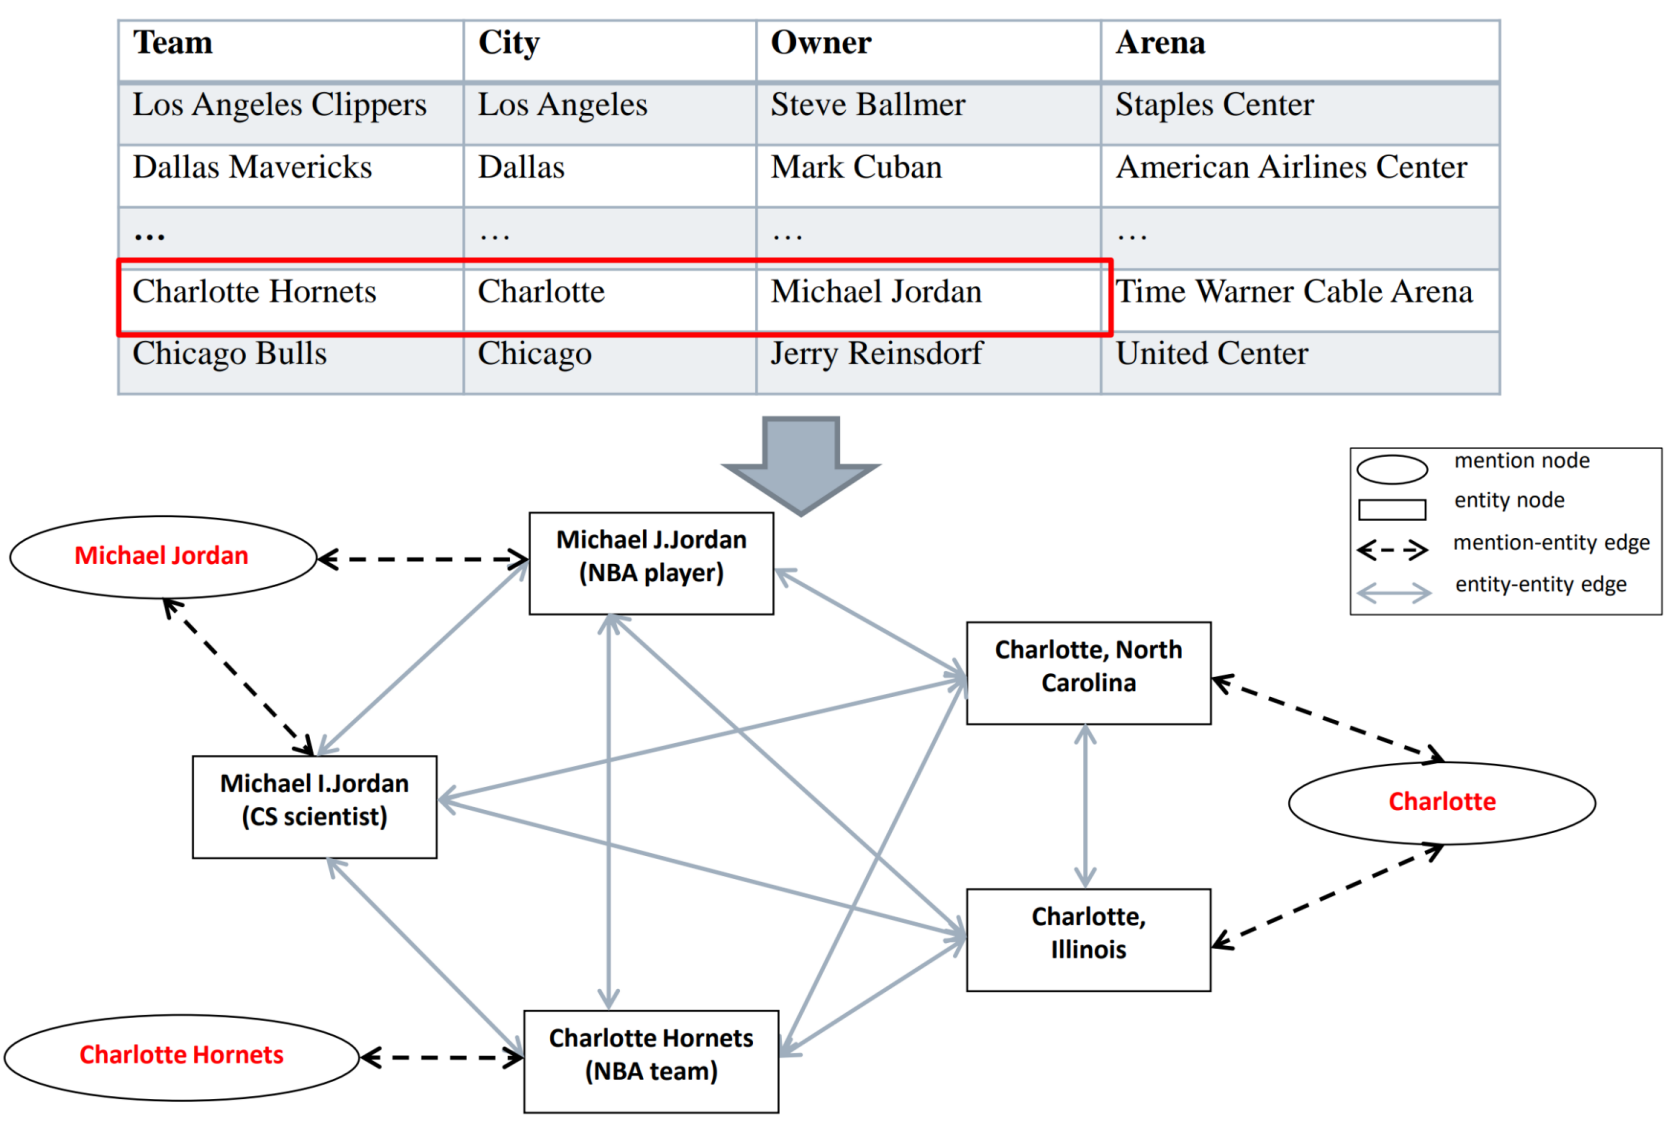 Team City Owner Arena
Los Angeles Clippers Los Angeles Steve Ballmer Staples Center
Dallas Mavericks Dallas Mark Cuban American Airlines Center
... ... ... ...
Charlotte Hornets Charlotte Michael Jordan Time Warner Cable Arena
Chicago Bulls Chicago Jerry Reinsdorf United Center
mention node
entity node
mention-entity edge
entity-entity edge
Michael Jordan
Michael J.Jordan
(NBA player)
Charlotte, North
Carolina
Michael I.Jordan
(CS scientist)
Charlotte
Charlotte,
Illinois
Charlotte Hornets
Charlotte Hornets
(NBA team)